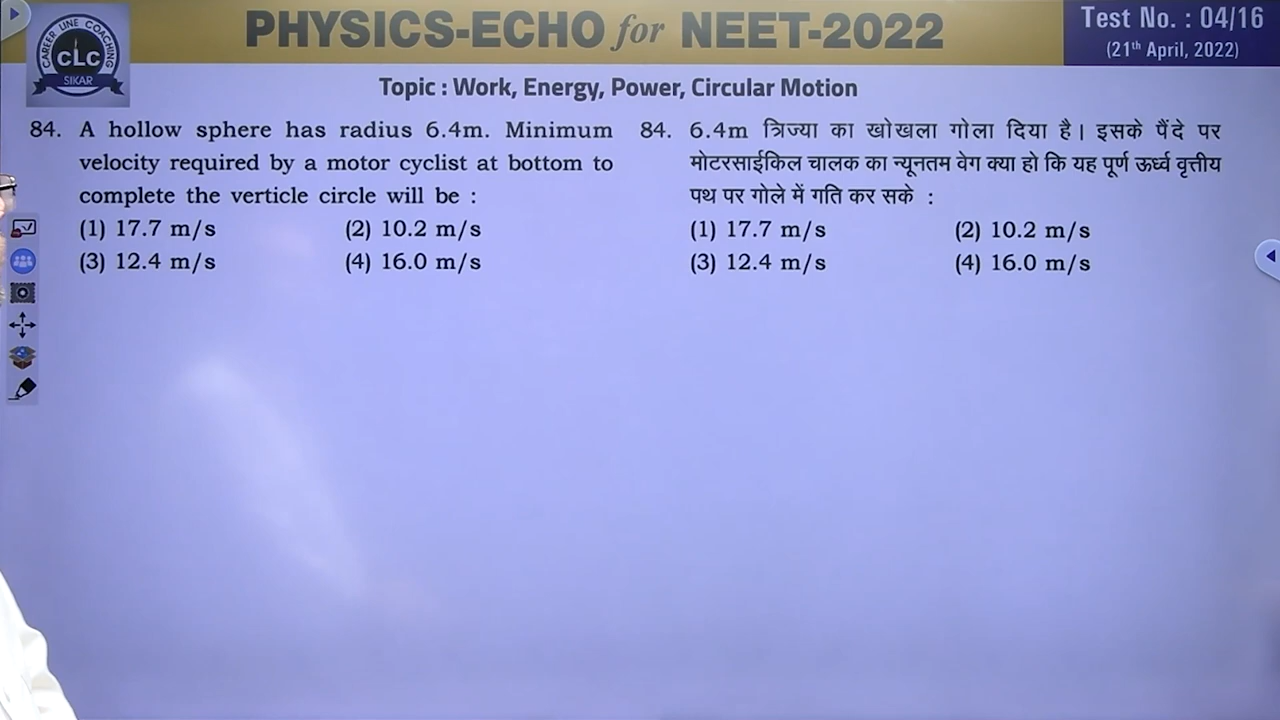 CAREER LINE COACHING
CLC
SIKAR
PHYSICS-ECHO for NEET-2022
Test No. : 04/16
(21th April, 2022)
Topic : Work, Energy, Power, Circular Motion
84. A hollow sphere has radius 6.4m. Minimum
velocity required by a motor cyclist at bottom to
complete the verticle circle will be :
(1) 17.7 m/s (2) 10.2 m/s
(3) 12.4 m/s (4) 16.0 m/s
84. 6.4m त्रिज्या का खोखला गोला दिया है। इसके पैंदे पर
मोटरसाईकिल चालक का न्यूनतम वेग क्या हो कि यह पूर्ण ऊर्ध्व वृत्तीय
पथ पर गोले में गति कर सके :
(1) 17.7 m/s (2) 10.2 m/s
(3) 12.4 m/s (4) 16.0 m/s